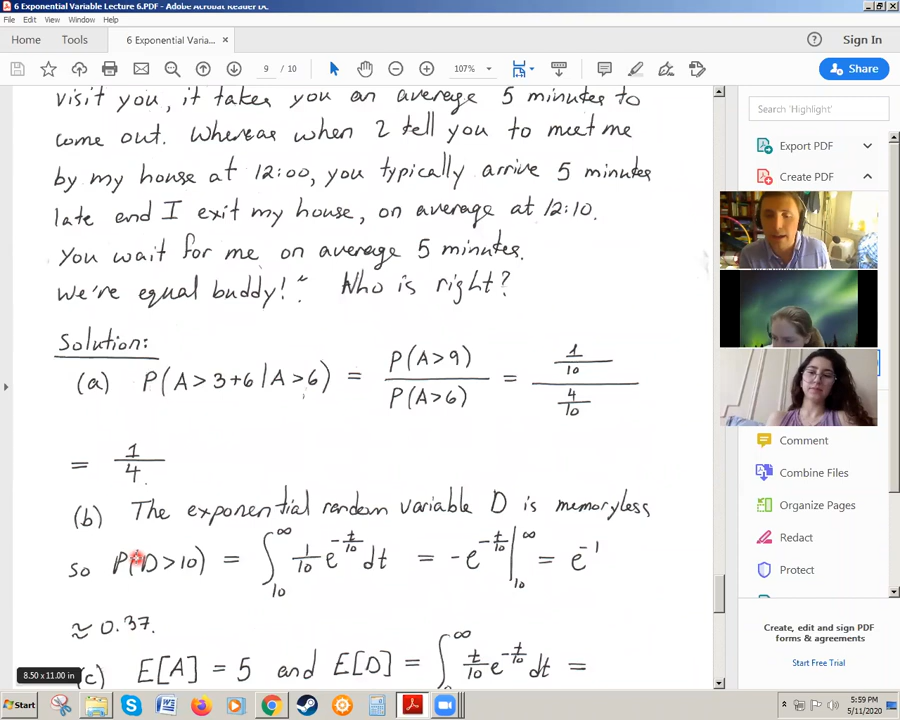 6 Exponential Variable Lecture 6.PDF - Adobe Acrobat Reader DC
File Edit View Window Help
Home Tools 6 Exponential Varia... × Sign In
9 / 10 107% Share
visit you, it takes you on average 5 minutes to
come out. Whereas when I tell you to meet me
by my house at 12:00, you typically arrive 5 minutes
late and I exit my house, on average at 12:10.
You wait for me on average 5 minutes.
We're equal buddy!" Who is right?
Solution:
(a) P(A>3+6|A>6) = P(A>9) / P(A>6) = 1/10 / 4/10
= 1/4.
(b) The exponential random variable D is memoryless
so P(D>10) = ∫₁₀^∞ 1/10 e^(-t/10) dt = -e^(-t/10) |₁₀^∞ = e^-1
≈ 0.37.
(c) E[A] = 5 and E[D] = ∫^∞ t/10 e^(-t/10) dt =
8.50 x 11.00 in
Search 'Highlight'
Export PDF
Create PDF
Comment
Combine Files
Organize Pages
Redact
Protect
Convert, edit and sign PDF
forms & agreements
Start Free Trial
Start
5:59 PM
5/11/2020